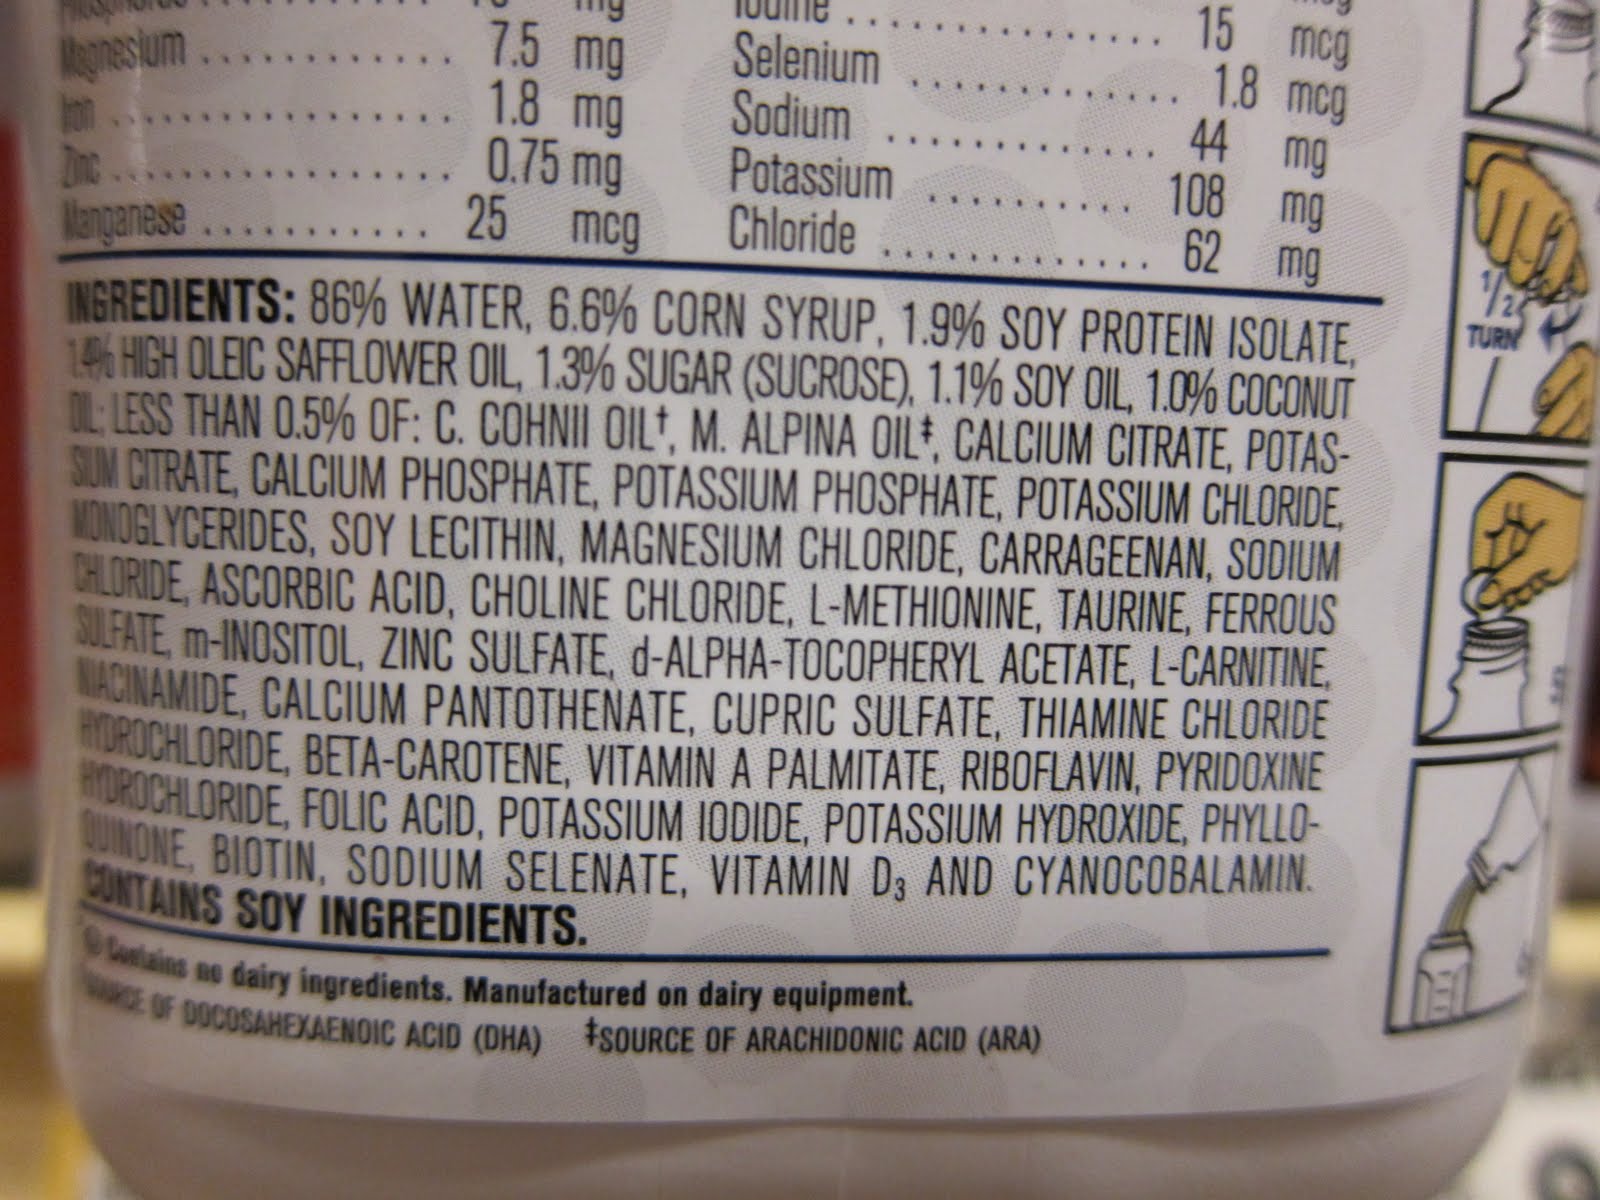 Phosphorus mg
Iodine . . . . . . . . . . . . . . . 15 mcg
Magnesium . . . . . . . . . . . . . 7.5 mg
Selenium . . . . . . . . . . . . . 1.8 mcg
Iron . . . . . . . . . . . . . . . . . . 1.8 mg
Sodium . . . . . . . . . . . . . 44 mg
Zinc . . . . . . . . . . . . . . . . . 0.75 mg
Potassium . . . . . . . . . . 108 mg
Manganese . . . . . . . . . . . . 25 mcg
Chloride . . . . . . . . . . . . . 62 mg
INGREDIENTS: 86% WATER, 6.6% CORN SYRUP, 1.9% SOY PROTEIN ISOLATE,
1.4% HIGH OLEIC SAFFLOWER OIL, 1.3% SUGAR (SUCROSE), 1.1% SOY OIL, 1.0% COCONUT
OIL; LESS THAN 0.5% OF: C. COHNII OIL†, M. ALPINA OIL‡, CALCIUM CITRATE, POTAS-
SIUM CITRATE, CALCIUM PHOSPHATE, POTASSIUM PHOSPHATE, POTASSIUM CHLORIDE,
MONOGLYCERIDES, SOY LECITHIN, MAGNESIUM CHLORIDE, CARRAGEENAN, SODIUM
CHLORIDE, ASCORBIC ACID, CHOLINE CHLORIDE, L-METHIONINE, TAURINE, FERROUS
SULFATE, m-INOSITOL, ZINC SULFATE, d-ALPHA-TOCOPHERYL ACETATE, L-CARNITINE,
NIACINAMIDE, CALCIUM PANTOTHENATE, CUPRIC SULFATE, THIAMINE CHLORIDE
HYDROCHLORIDE, BETA-CAROTENE, VITAMIN A PALMITATE, RIBOFLAVIN, PYRIDOXINE
HYDROCHLORIDE, FOLIC ACID, POTASSIUM IODIDE, POTASSIUM HYDROXIDE, PHYLLO-
QUINONE, BIOTIN, SODIUM SELENATE, VITAMIN D3 AND CYANOCOBALAMIN.
CONTAINS SOY INGREDIENTS.
Contains no dairy ingredients. Manufactured on dairy equipment.
SOURCE OF DOCOSAHEXAENOIC ACID (DHA) ‡SOURCE OF ARACHIDONIC ACID (ARA)
1/2
TURN